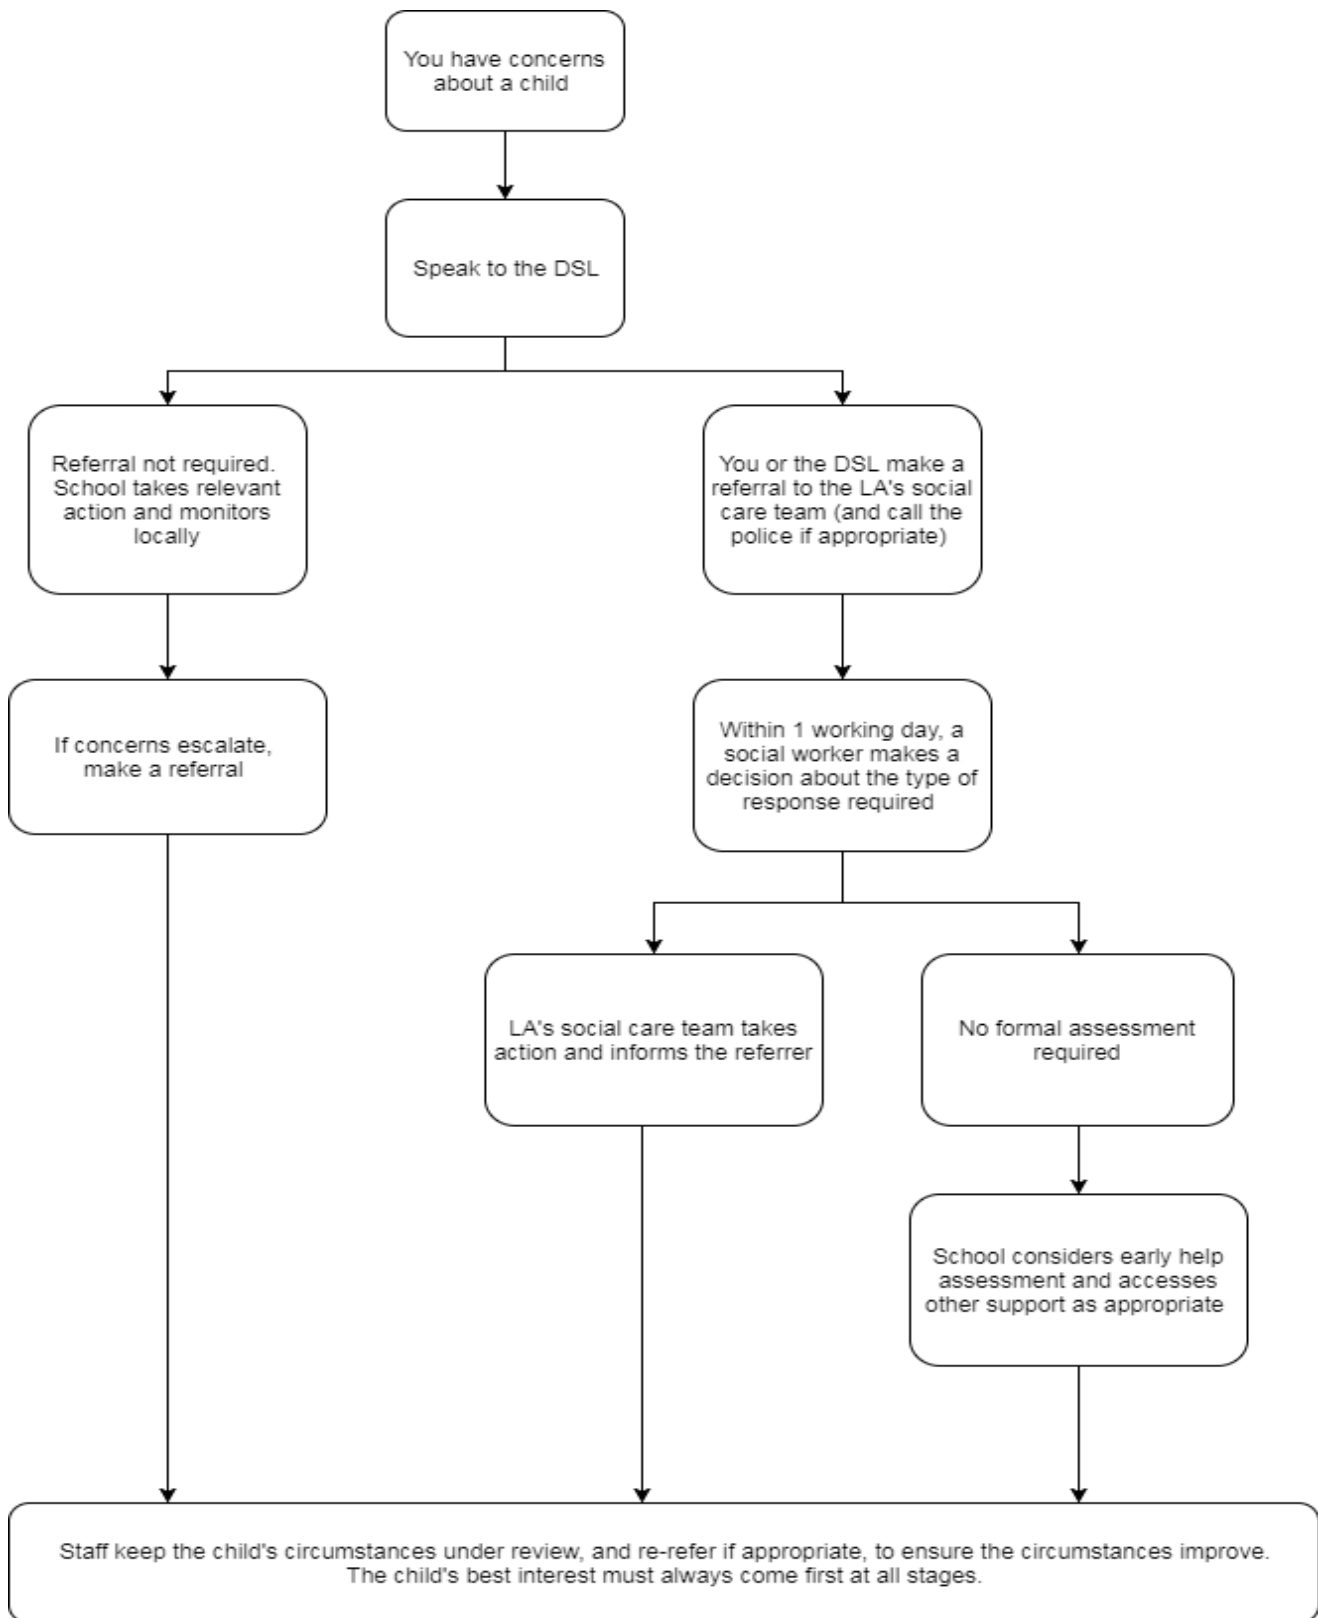 You have concerns
about a child
Speak to the DSL
Referral not required.
School takes relevant
action and monitors
locally
You or the DSL make a
referral to the LA's social
care team (and call the
police if appropriate)
If concerns escalate,
make a referral
Within 1 working day, a
social worker makes a
decision about the type of
response required
LA's social care team takes
action and informs the referrer
No formal assessment
required
School considers early help
assessment and accesses
other support as appropriate
Staff keep the child's circumstances under review, and re-refer if appropriate, to ensure the circumstances improve.
The child's best interest must always come first at all stages.